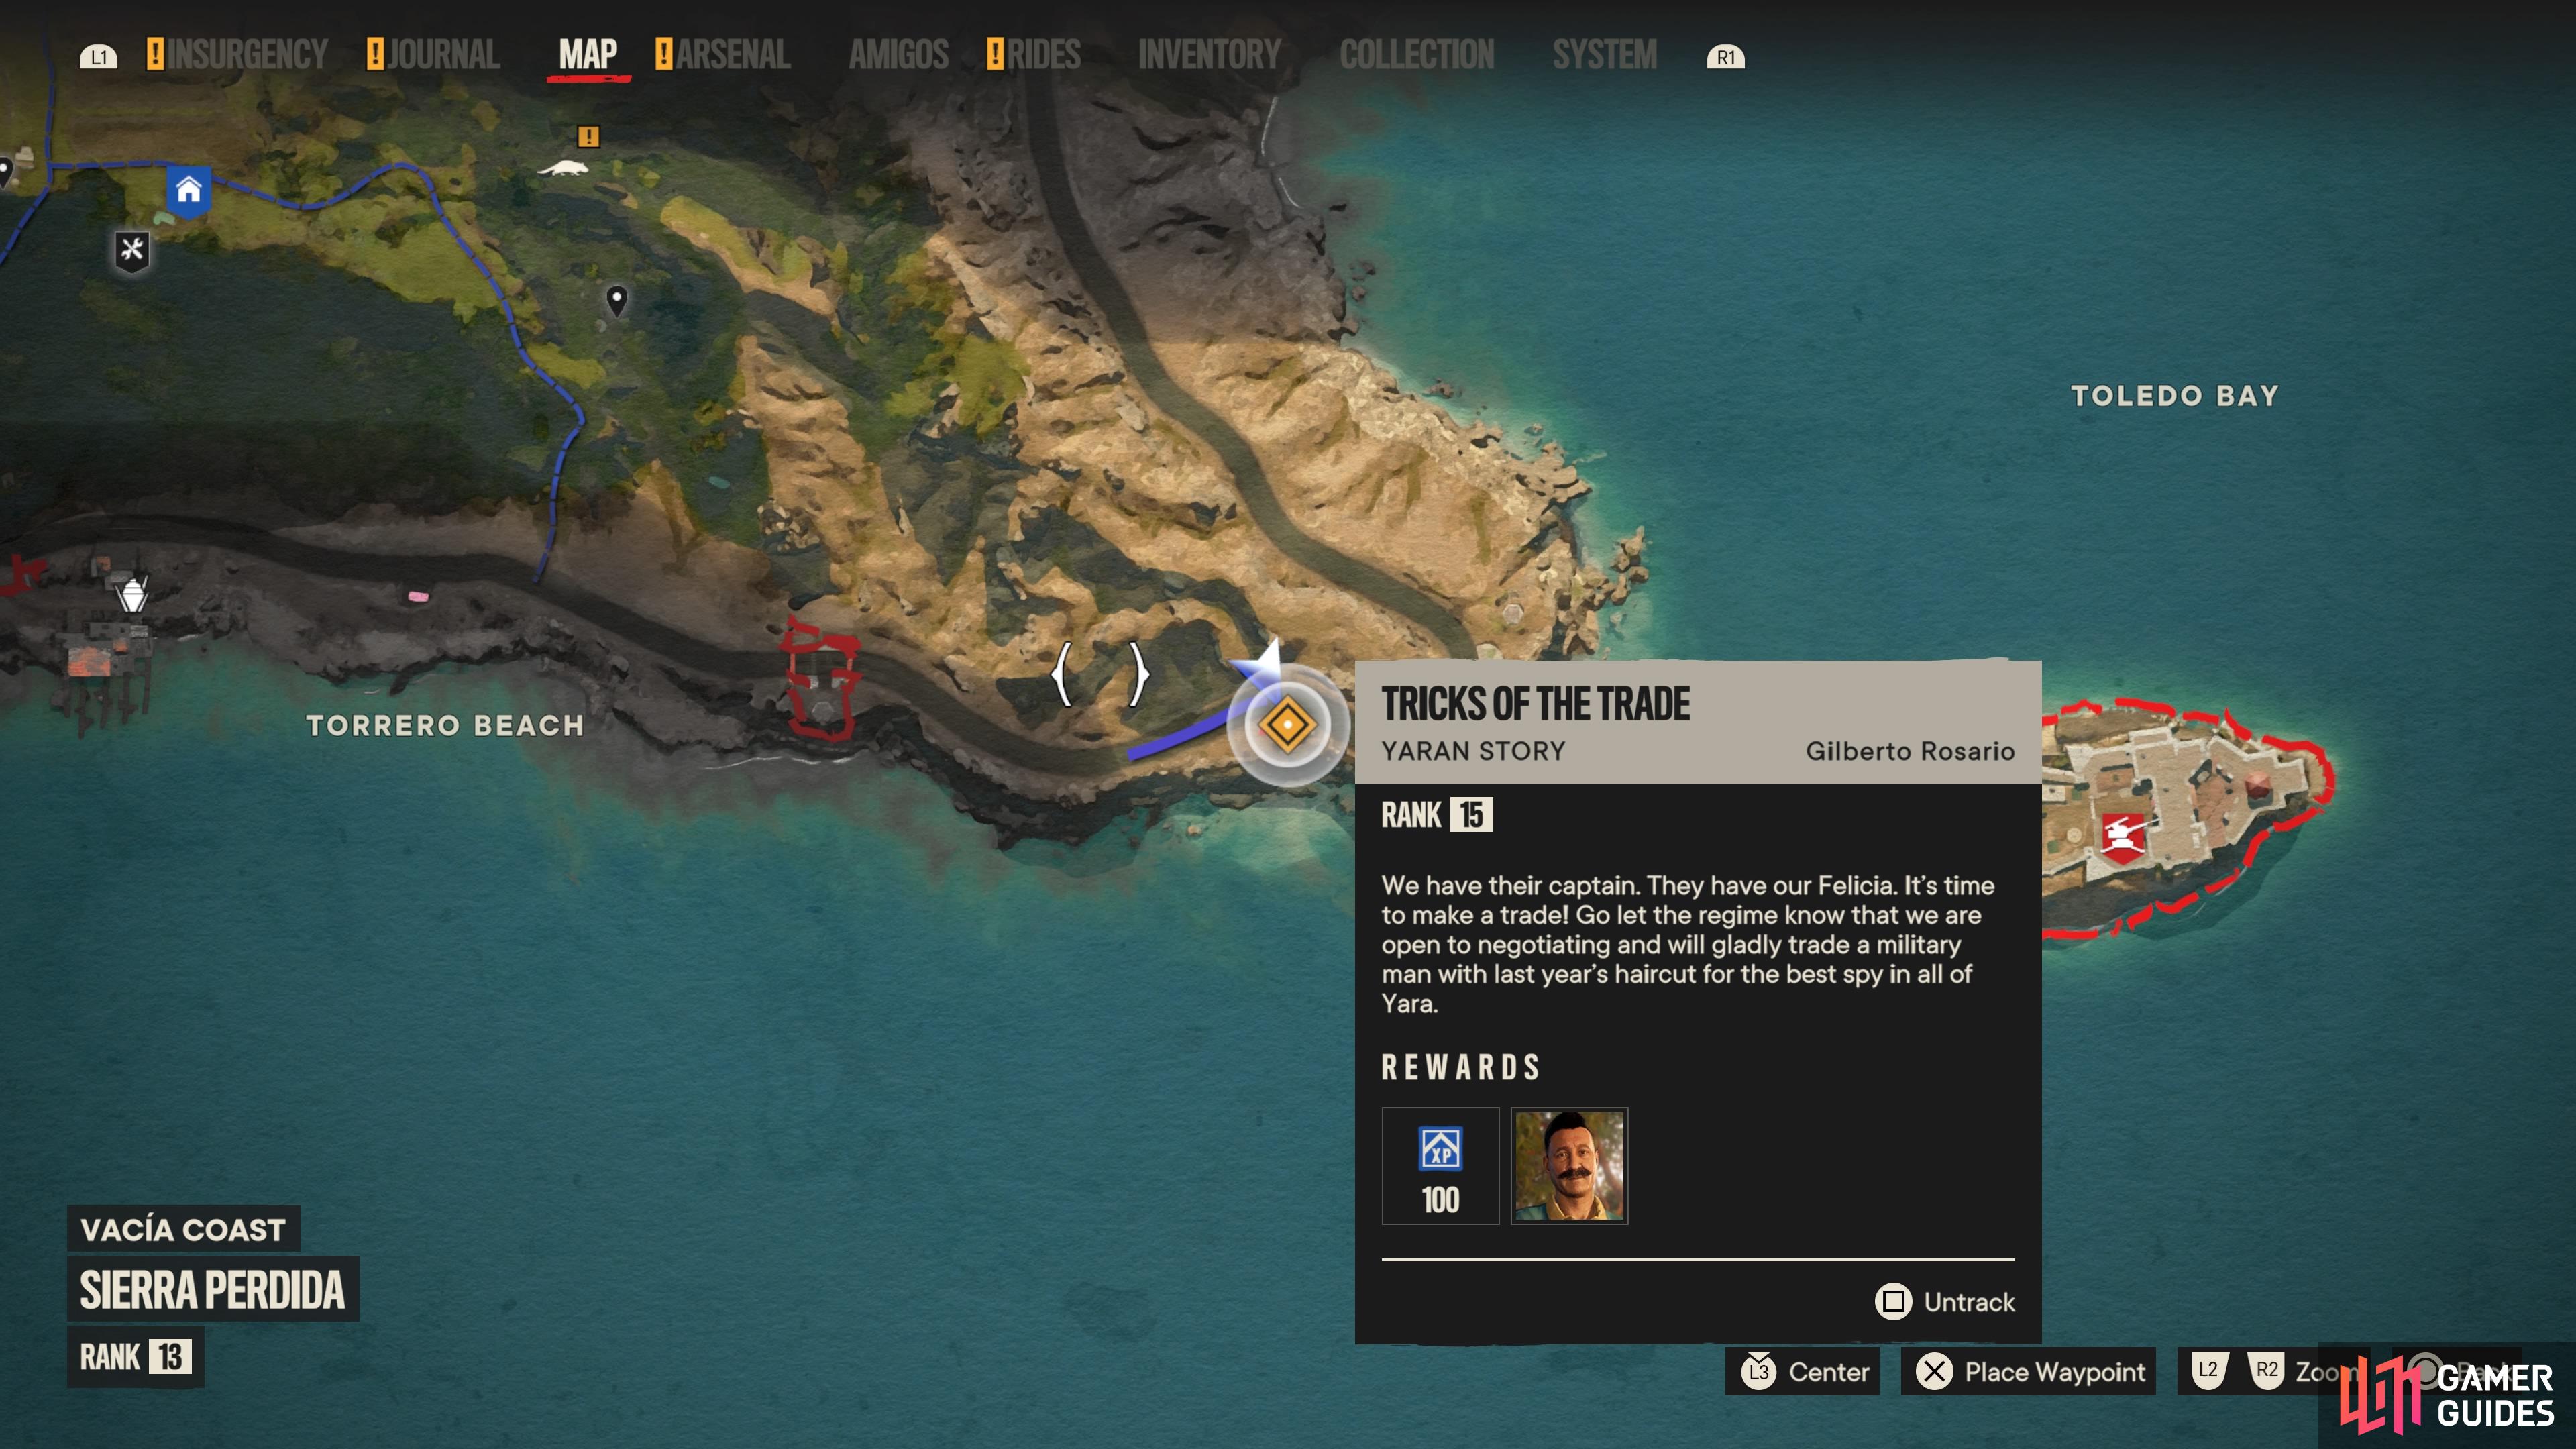 L1 ! INSURGENCY ! JOURNAL MAP ! ARSENAL AMIGOS ! RIDES INVENTORY COLLECTION SYSTEM R1
!
TOLEDO BAY
TORRERO BEACH
TRICKS OF THE TRADE
YARAN STORY Gilberto Rosario
RANK 15
We have their captain. They have our Felicia. It's time
to make a trade! Go let the regime know that we are
open to negotiating and will gladly trade a military
man with last year's haircut for the best spy in all of
Yara.
REWARDS
XP
100
Untrack
VACÍA COAST
SIERRA PERDIDA
RANK 13
L3 Center Place Waypoint L2 R2 Zoom
GAMER
GUIDES